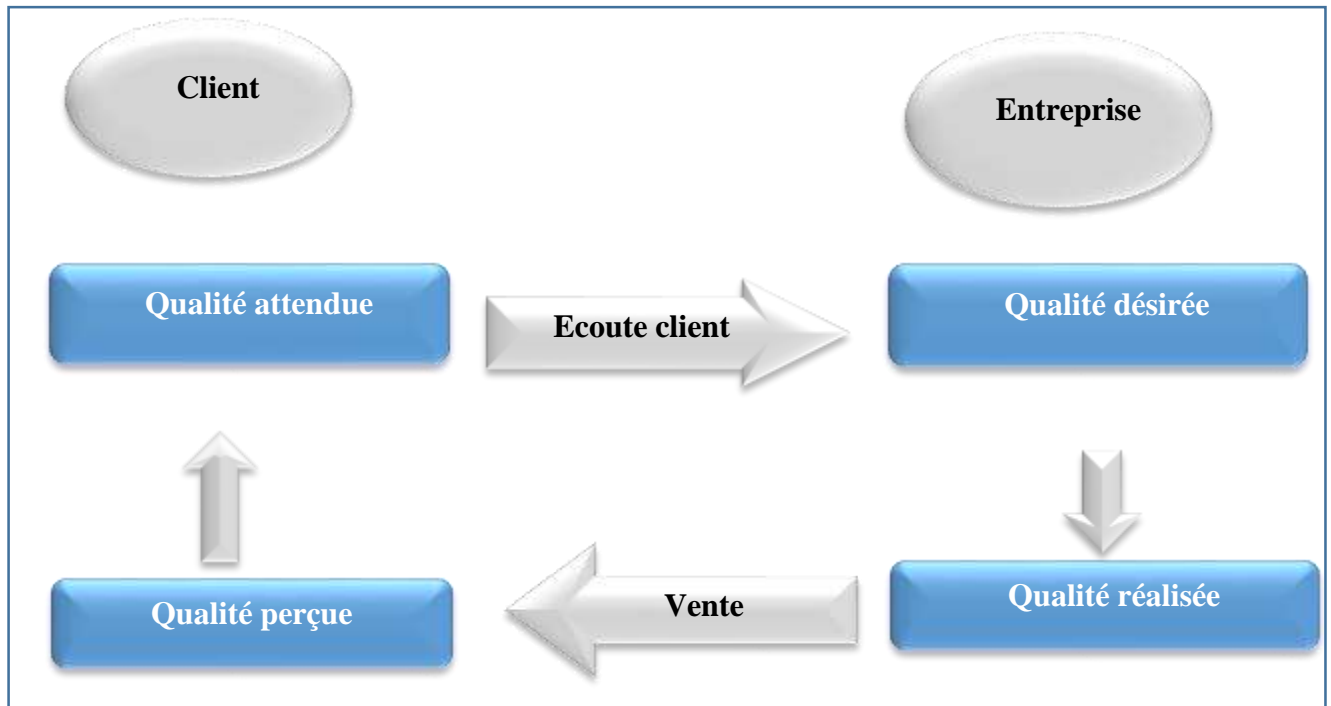 Client
Entreprise
Qualité attendue
Ecoute client
Qualité désirée
Qualité perçue
Vente
Qualité réalisée